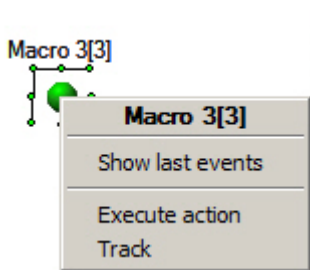 Macro 3[3]
Macro 3[3]
Show last events
Execute action
Track